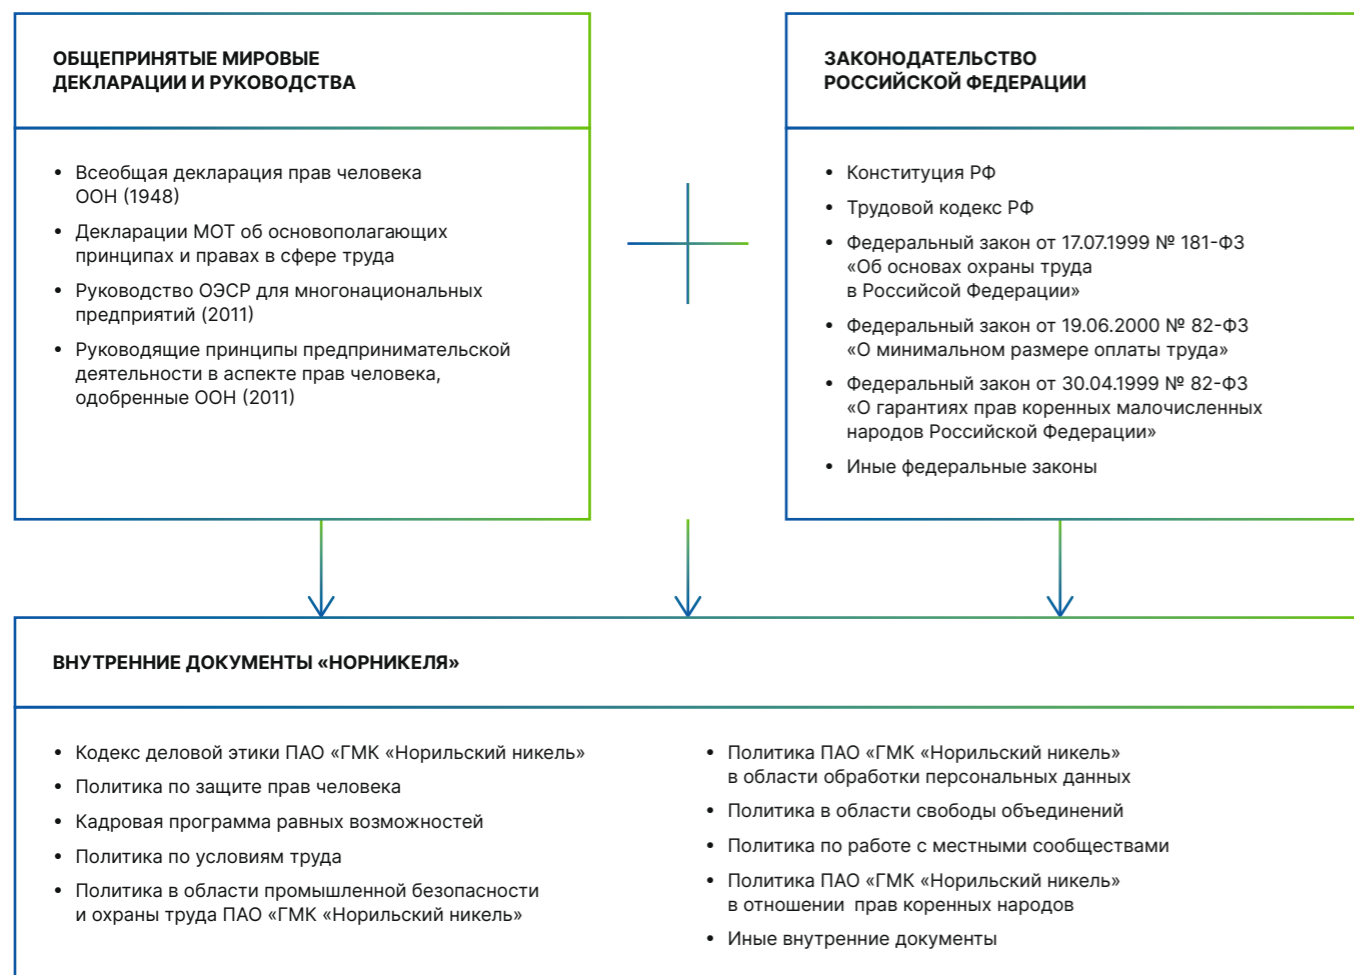 ОБЩЕПРИНЯТЫЕ МИРОВЫЕ
ДЕКЛАРАЦИИ И РУКОВОДСТВА
• Всеобщая декларация прав человека
ООН (1948)
• Декларации МОТ об основополагающих
принципах и правах в сфере труда
• Руководство ОЭСР для многонациональных
предприятий (2011)
• Руководящие принципы предпринимательской
деятельности в аспекте прав человека,
одобренные ООН (2011)
ЗАКОНОДАТЕЛЬСТВО
РОССИЙСКОЙ ФЕДЕРАЦИИ
• Конституция РФ
• Трудовой кодекс РФ
• Федеральный закон от 17.07.1999 № 181-ФЗ
«Об основах охраны труда
в Российсой Федерации»
• Федеральный закон от 19.06.2000 № 82-ФЗ
«О минимальном размере оплаты труда»
• Федеральный закон от 30.04.1999 № 82-ФЗ
«О гарантиях прав коренных малочисленных
народов Российской Федерации»
• Иные федеральные законы
ВНУТРЕННИЕ ДОКУМЕНТЫ «НОРНИКЕЛЯ»
• Кодекс деловой этики ПАО «ГМК «Норильский никель»
• Политика по защите прав человека
• Кадровая программа равных возможностей
• Политика по условиям труда
• Политика в области промышленной безопасности
и охраны труда ПАО «ГМК «Норильский никель»
• Политика ПАО «ГМК «Норильский никель»
в области обработки персональных данных
• Политика в области свободы объединений
• Политика по работе с местными сообществами
• Политика ПАО «ГМК «Норильский никель»
в отношении прав коренных народов
• Иные внутренние документы